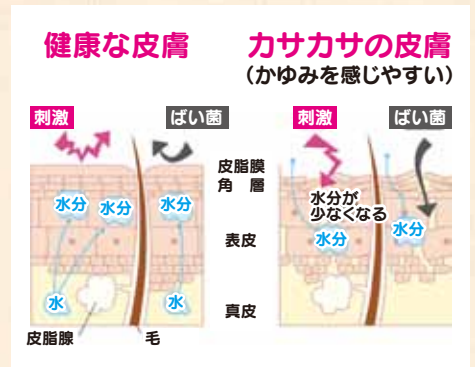 健康な皮膚
カサカサの皮膚
(かゆみを感じやすい)
刺激
ばい菌
刺激
ばい菌
皮脂膜
角　層
表皮
真皮
水分
水分
水分
水
水
皮脂腺
毛
水分が
少なくなる
水分
水分